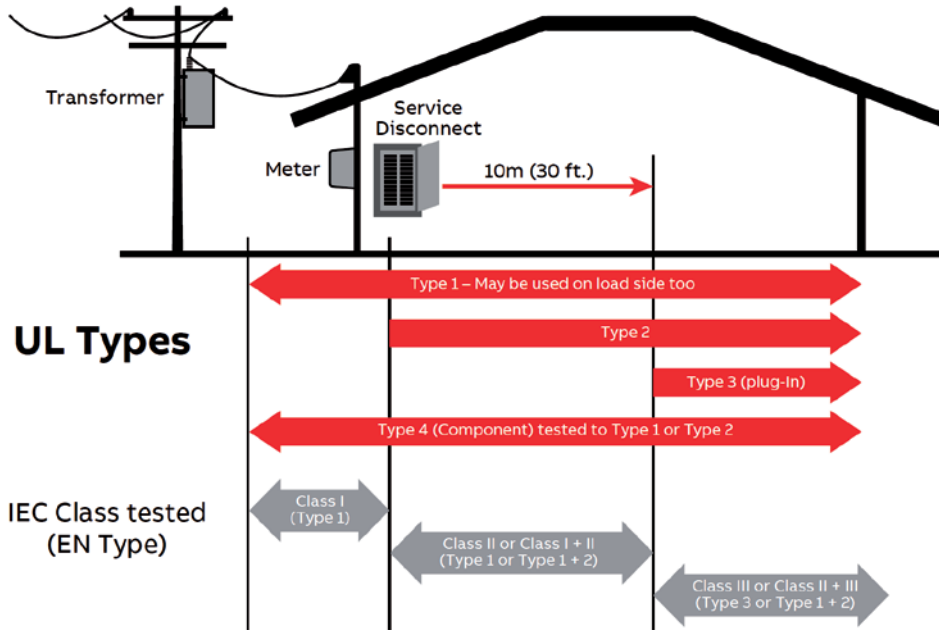 Transformer
Service
Disconnect
Meter
10m (30 ft.)
Type 1 – May be used on load side too
UL Types
Type 2
Type 3 (plug-In)
Type 4 (Component) tested to Type 1 or Type 2
IEC Class tested
(EN Type)
Class I
(Type 1)
Class II or Class I + II
(Type 1 or Type 1 + 2)
Class III or Class II + III
(Type 3 or Type 1 + 2)